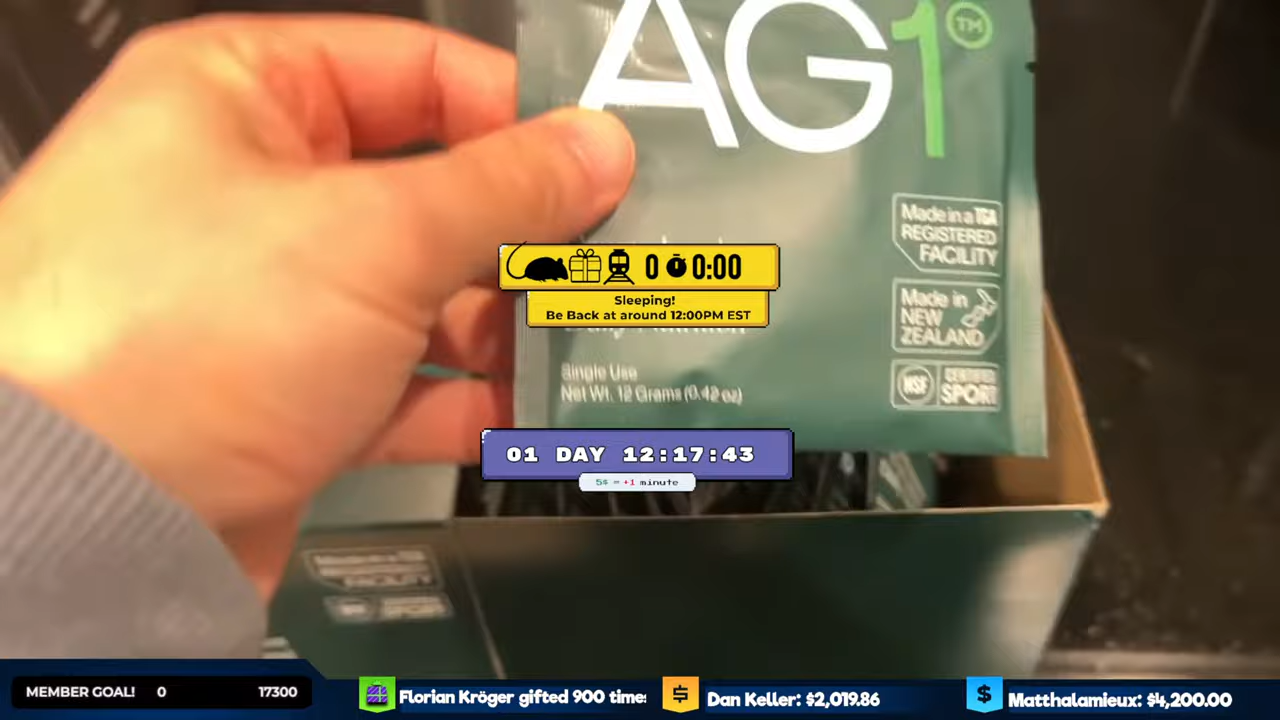 AG1™
Made in a TGA
REGISTERED
FACILITY
0 0:00
Sleeping!
Be Back at around 12:00PM EST
Made in
NEW
ZEALAND
Single Use
Net Wt. 12 Grams (0.42 oz)
NSF CERTIFIED
SPORT
01 DAY 12:17:43
5$ = +1 minute
FACILITY
MEMBER GOAL! 0 17300
Florian Kröger gifted 900 time
Dan Keller: $2,019.86
Matthalamieux: $4,200.00